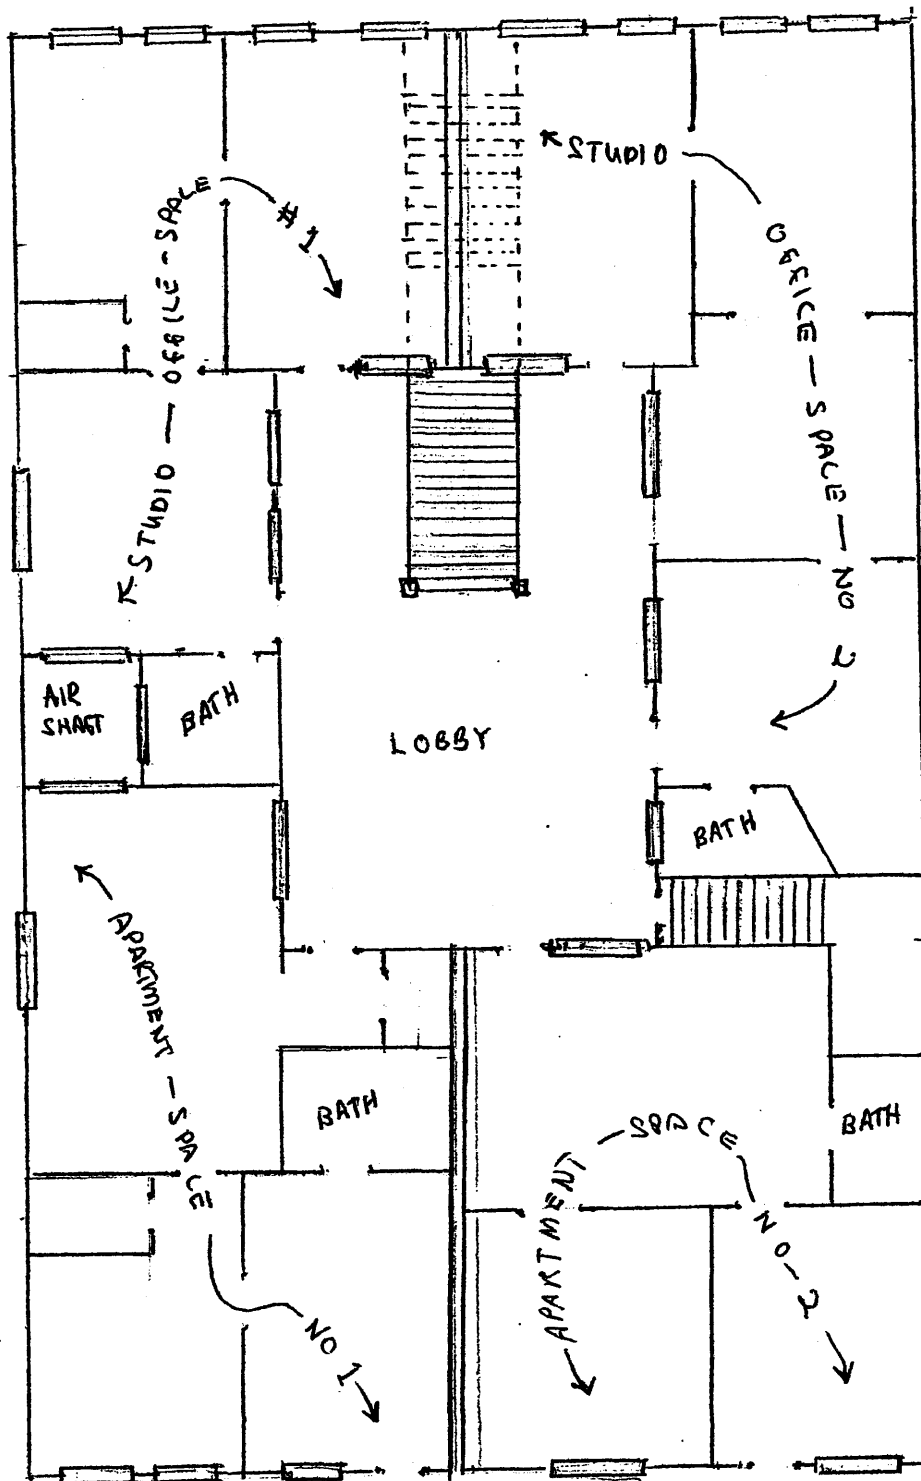 STUDIO — OFFICE - SPACE # 1
STUDIO — OFFICE — SPACE — NO 2
AIR
SHAFT
BATH
LOBBY
BATH
APARTMENT — SPACE NO 1
BATH
APARTMENT — SPACE NO - 2
BATH